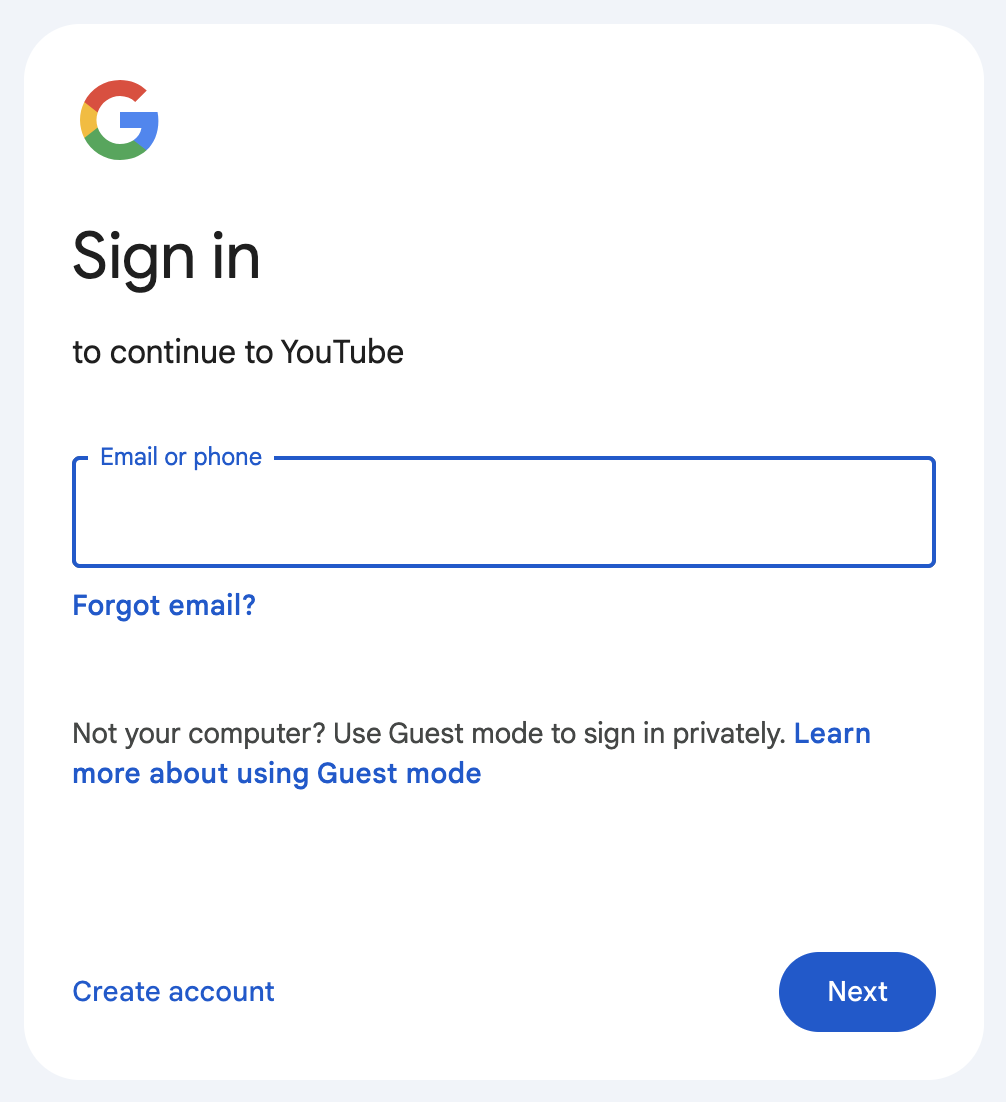 Sign in
to continue to YouTube
Email or phone
Forgot email?
Not your computer? Use Guest mode to sign in privately. Learn
more about using Guest mode
Create account
Next